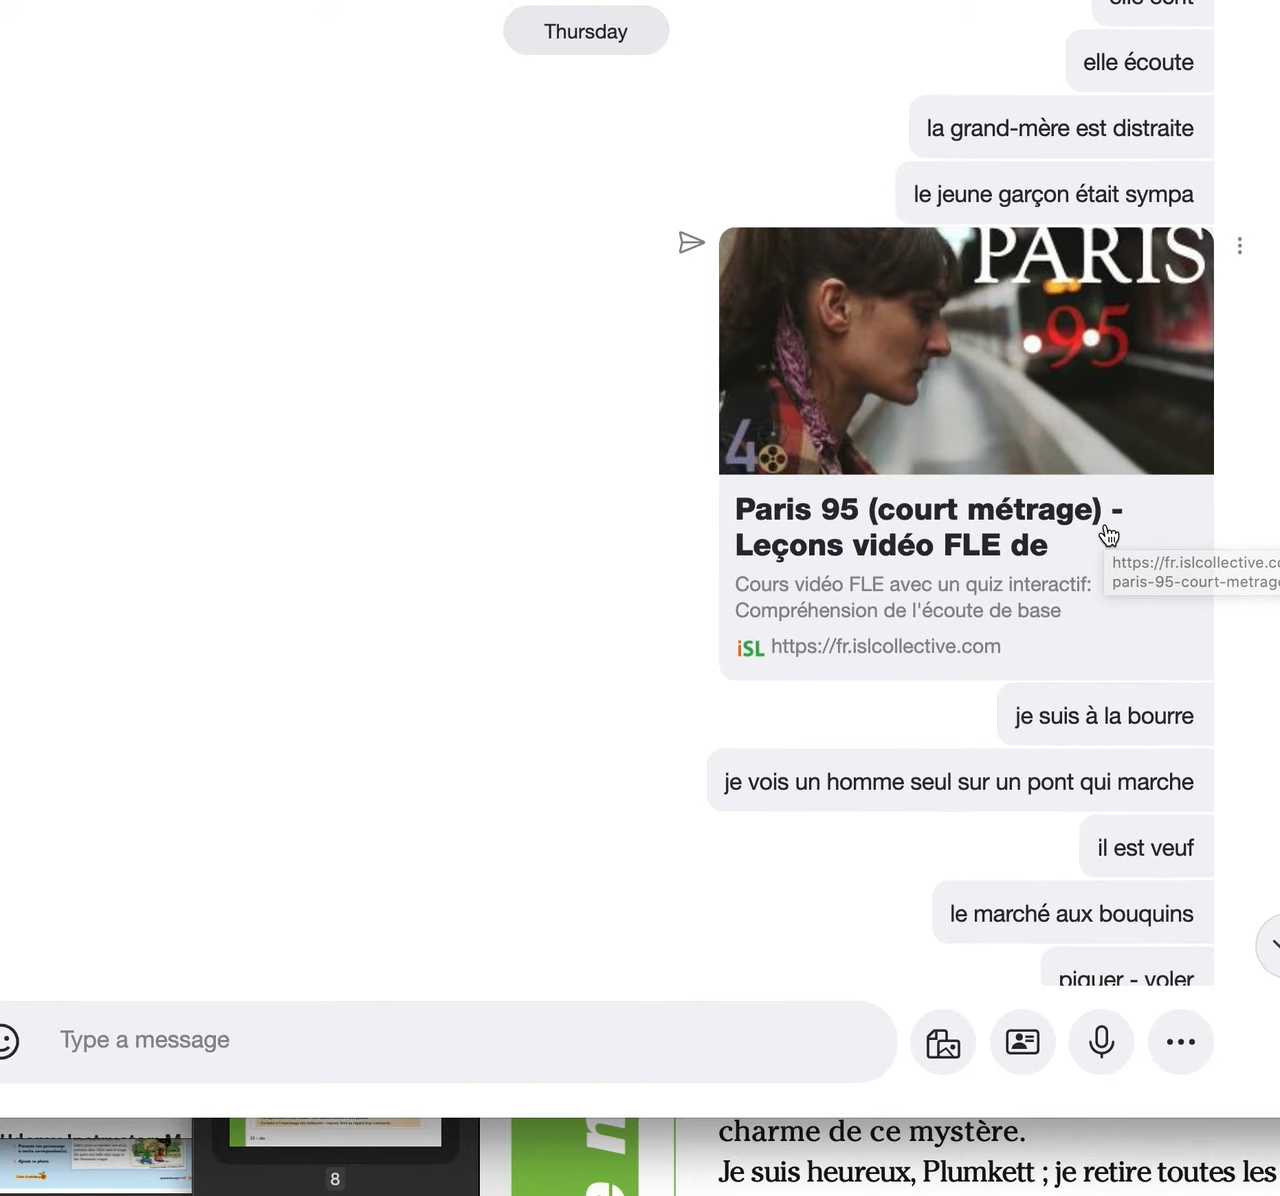 Thursday
elle écoute
la grand-mère est distraite
le jeune garçon était sympa
PARIS
95
4
Paris 95 (court métrage) -
Leçons vidéo FLE de
https://fr.islcollective.co
paris-95-court-metrage
Cours vidéo FLE avec un quiz interactif:
Compréhension de l'écoute de base
iSL https://fr.islcollective.com
je suis à la bourre
je vois un homme seul sur un pont qui marche
il est veuf
le marché aux bouquins
piquer - voler
Type a message
charme de ce mystère.
Je suis heureux, Plumkett ; je retire toutes les
8